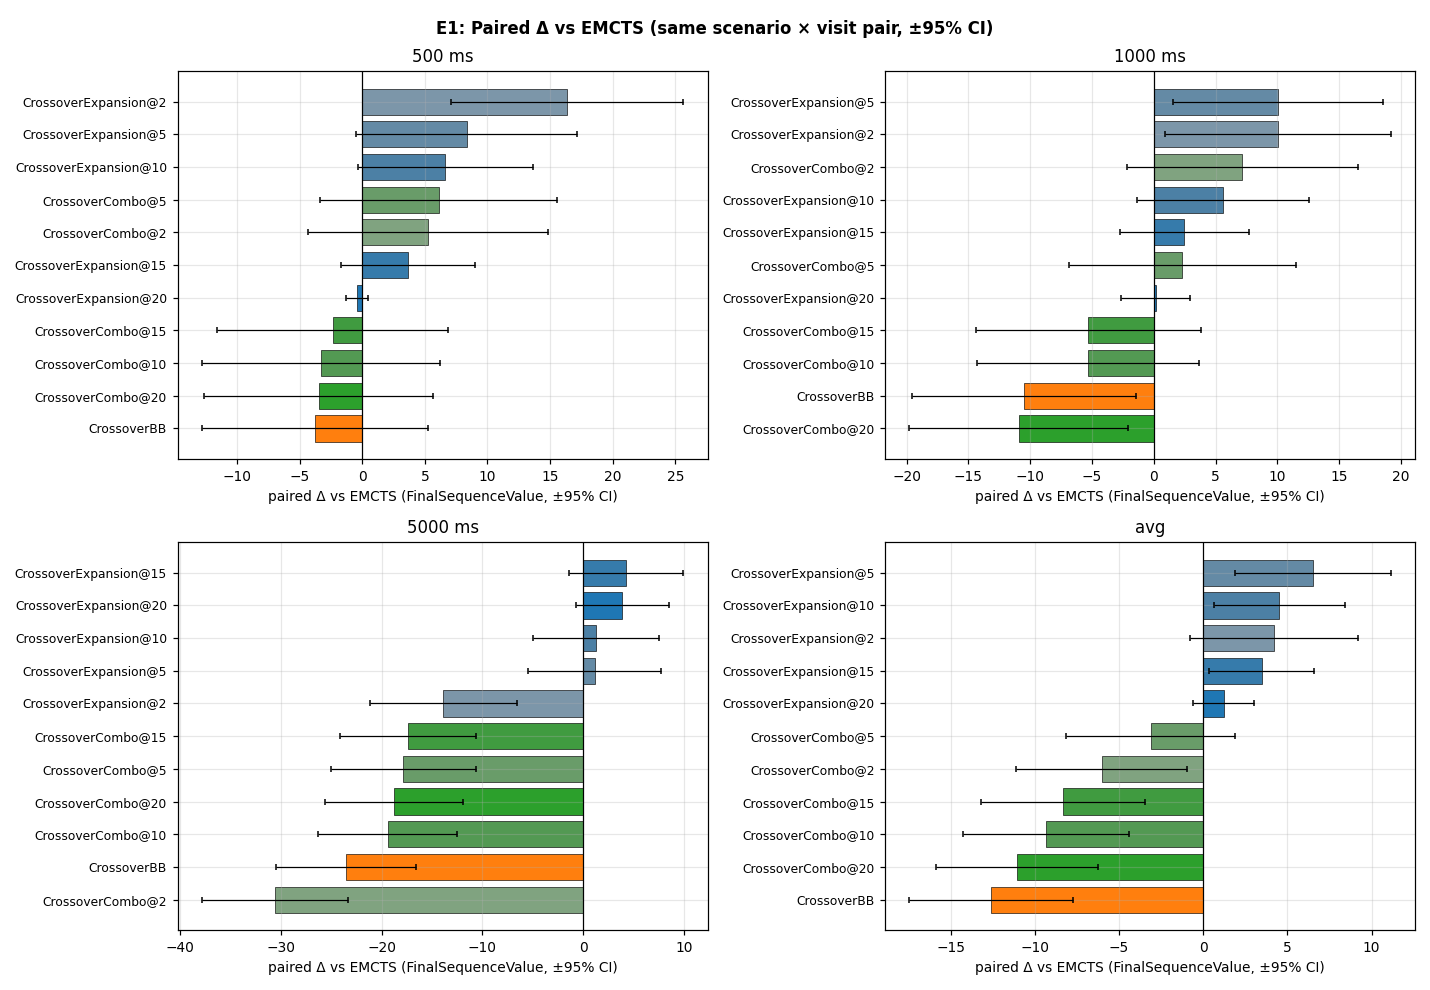 E1: Paired Δ vs EMCTS (same scenario × visit pair, ±95% CI)
500 ms
CrossoverExpansion@2
CrossoverExpansion@5
CrossoverExpansion@10
CrossoverCombo@5
CrossoverCombo@2
CrossoverExpansion@15
CrossoverExpansion@20
CrossoverCombo@15
CrossoverCombo@10
CrossoverCombo@20
CrossoverBB
−10 −5 0 5 10 15 20 25
paired Δ vs EMCTS (FinalSequenceValue, ±95% CI)
1000 ms
CrossoverExpansion@5
CrossoverExpansion@2
CrossoverCombo@2
CrossoverExpansion@10
CrossoverExpansion@15
CrossoverCombo@5
CrossoverExpansion@20
CrossoverCombo@15
CrossoverCombo@10
CrossoverBB
CrossoverCombo@20
−20 −15 −10 −5 0 5 10 15 20
paired Δ vs EMCTS (FinalSequenceValue, ±95% CI)
5000 ms
CrossoverExpansion@15
CrossoverExpansion@20
CrossoverExpansion@10
CrossoverExpansion@5
CrossoverExpansion@2
CrossoverCombo@15
CrossoverCombo@5
CrossoverCombo@20
CrossoverCombo@10
CrossoverBB
CrossoverCombo@2
−40 −30 −20 −10 0 10
paired Δ vs EMCTS (FinalSequenceValue, ±95% CI)
avg
CrossoverExpansion@5
CrossoverExpansion@10
CrossoverExpansion@2
CrossoverExpansion@15
CrossoverExpansion@20
CrossoverCombo@5
CrossoverCombo@2
CrossoverCombo@15
CrossoverCombo@10
CrossoverCombo@20
CrossoverBB
−15 −10 −5 0 5 10
paired Δ vs EMCTS (FinalSequenceValue, ±95% CI)